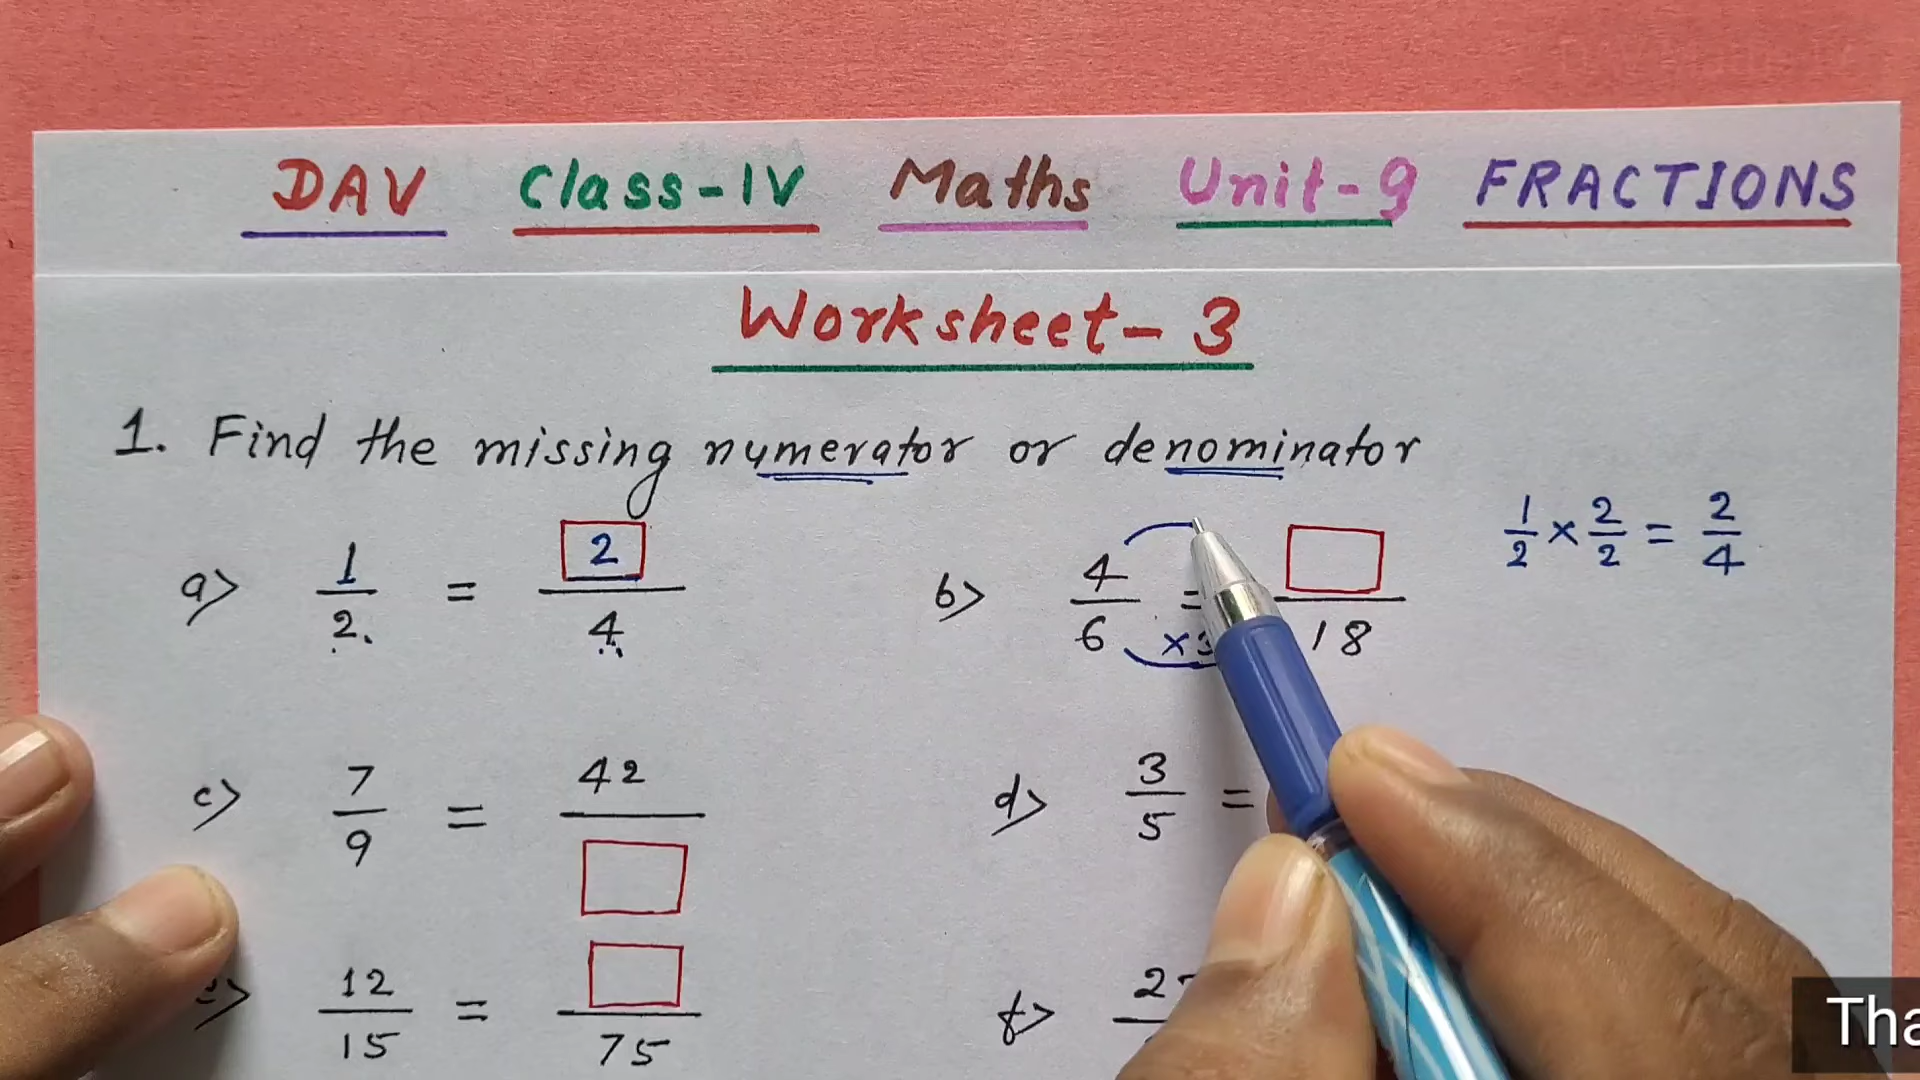 DAV Class-IV Maths Unit-9 FRACTIONS
Worksheet-3
1. Find the missing numerator or denominator
a) 1/2 = 2/4
b) 4/6 = □/18
×3
1/2 × 2/2 = 2/4
c) 7/9 = 42/□
d) 3/5 =
e) 12/15 = □/75
f)
Tha